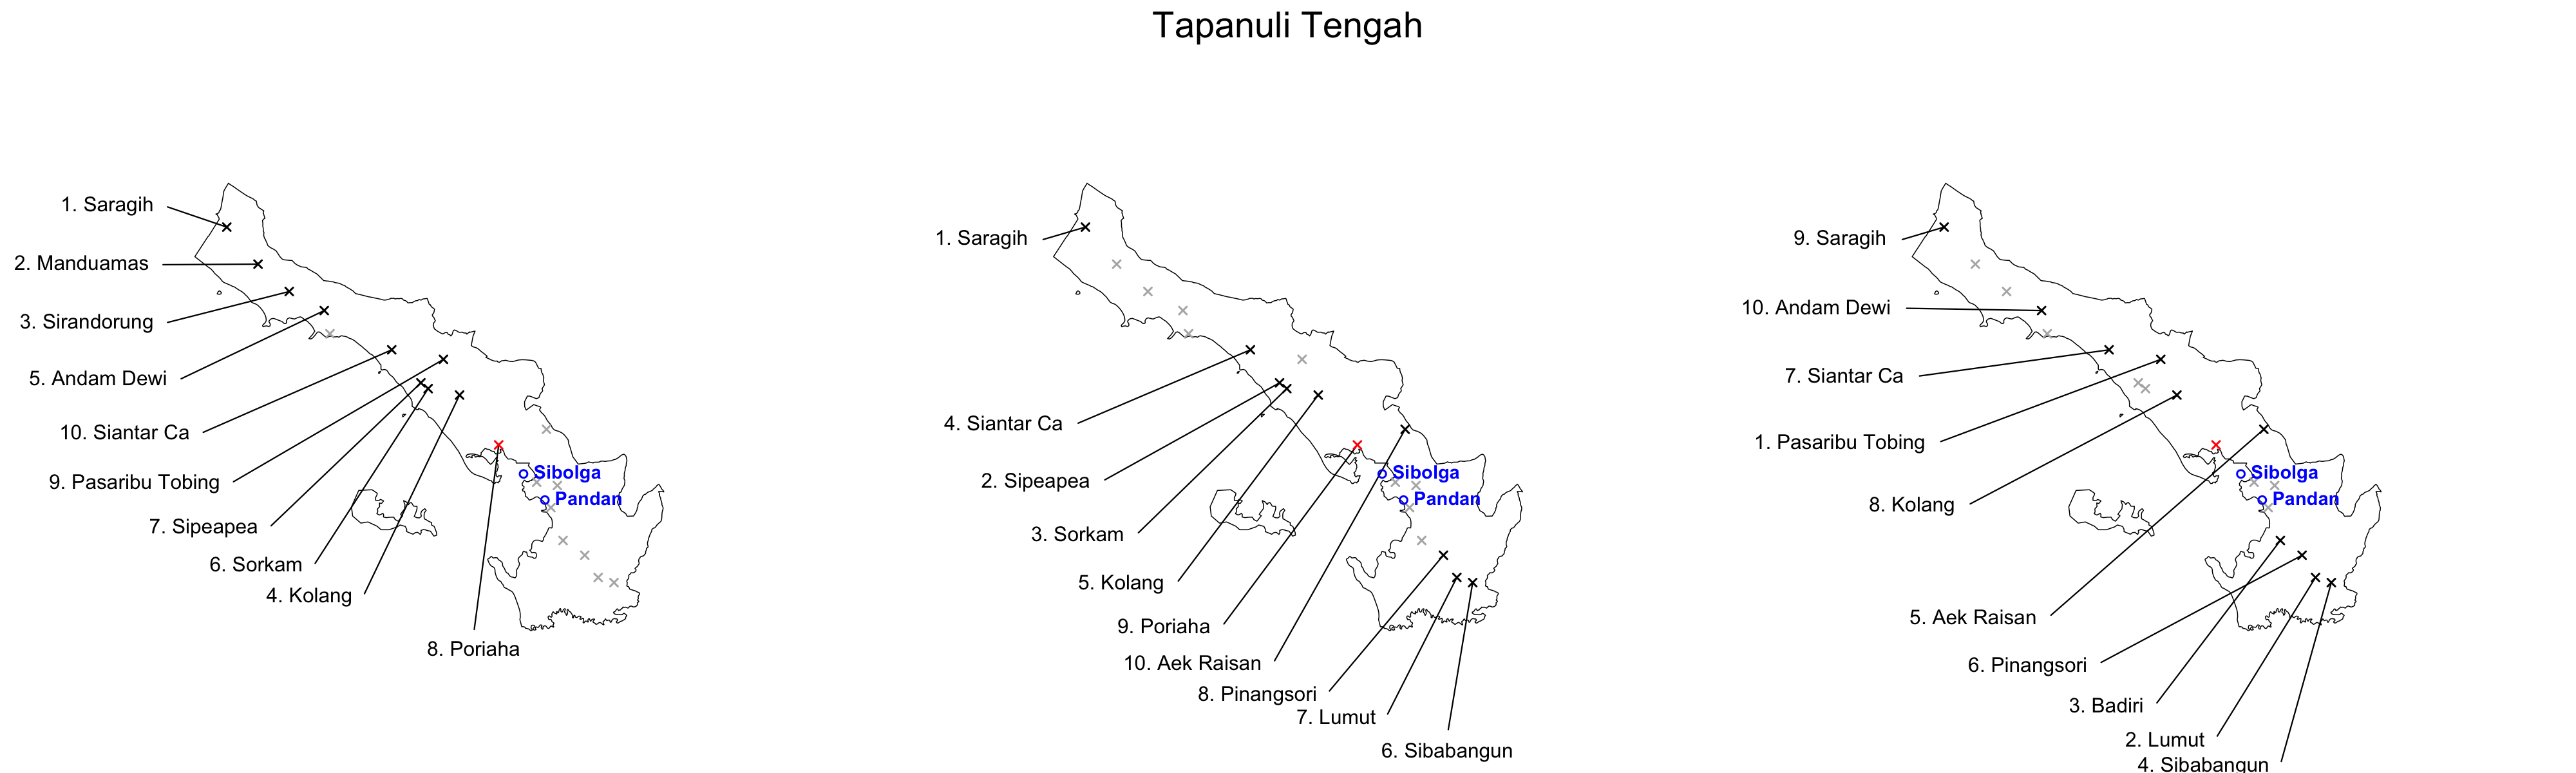 Tapanuli Tengah
1. Saragih
2. Manduamas
3. Sirandorung
5. Andam Dewi
10. Siantar Ca
9. Pasaribu Tobing
7. Sipeapea
6. Sorkam
4. Kolang
8. Poriaha
Sibolga
Pandan
1. Saragih
4. Siantar Ca
2. Sipeapea
3. Sorkam
5. Kolang
9. Poriaha
10. Aek Raisan
8. Pinangsori
7. Lumut
6. Sibabangun
Sibolga
Pandan
9. Saragih
10. Andam Dewi
7. Siantar Ca
1. Pasaribu Tobing
8. Kolang
5. Aek Raisan
6. Pinangsori
3. Badiri
2. Lumut
4. Sibabangun
Sibolga
Pandan